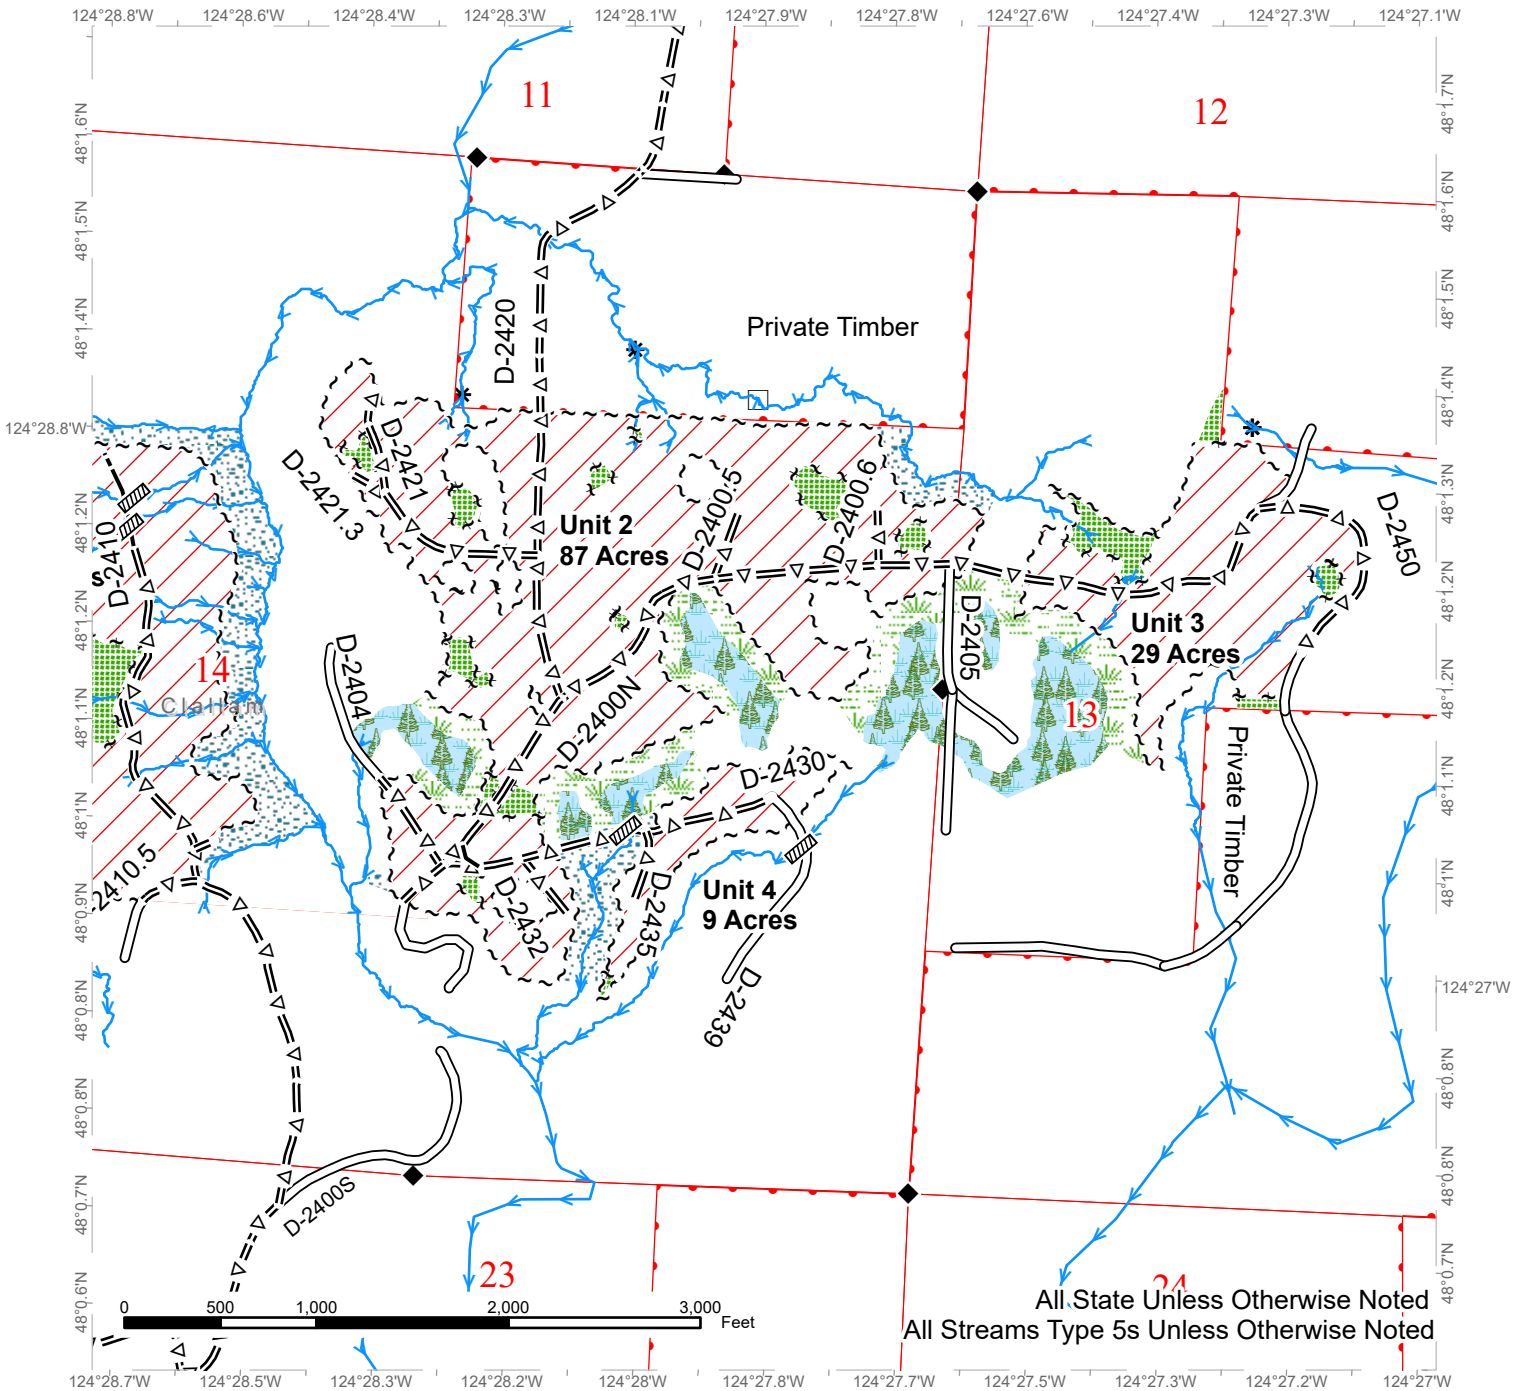 124°28.8'W 124°28.6'W 124°28.4'W 124°28.3'W 124°28.1'W 124°27.9'W 124°27.8'W 124°27.6'W 124°27.4'W 124°27.3'W 124°27.1'W
11
12
48°1.6'N
48°1.7'N
48°1.5'N
48°1.6'N
48°1.4'N
48°1.5'N
D-2420
Private Timber
48°1.4'N
124°28.8'W
D-2421
D-2421.3
D-2400.5
D-2400.6
48°1.3'N
48°1.2'N
D-2410
s
Unit 2
87 Acres
D-2450
48°1.2'N
48°1.2'N
D-2405
Unit 3
29 Acres
D-2404
14
Clallam
D-2400N
13
48°1.2'N
48°1.1'N
Private Timber
D-2430
48°1.1'N
48°1'N
2410.5
D-2432
D-2435
Unit 4
9 Acres
48°1'N
48°0.9'N
D-2439
48°0.8'N
124°27'W
48°0.8'N
48°0.8'N
D-2400S
48°0.8'N
48°0.7'N
23
24
48°0.7'N
48°0.6'N
0 500 1,000 2,000 3,000
Feet
All State Unless Otherwise Noted
All Streams Type 5s Unless Otherwise Noted
124°28.7'W 124°28.5'W 124°28.3'W 124°28.2'W 124°28'W 124°27.8'W 124°27.7'W 124°27.5'W 124°27.3'W 124°27.2'W 124°27'W